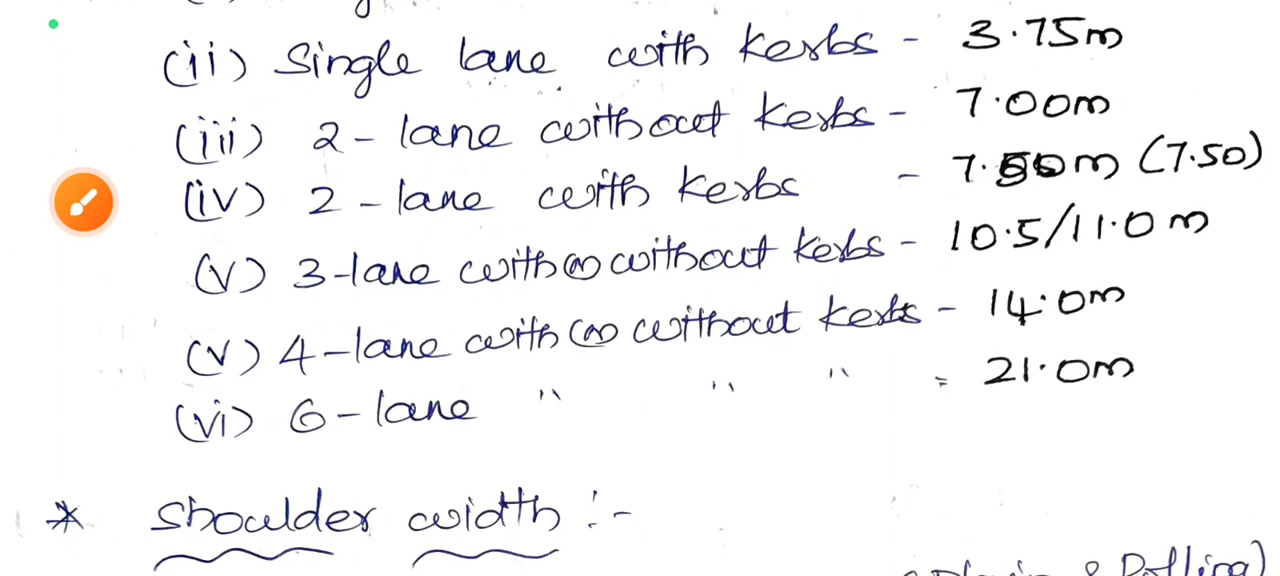 (ii) Single lane with kerbs - 3.75m
(iii) 2-lane without kerbs - 7.00m
(iv) 2-lane with kerbs - 7.50m (7.50)
(v) 3-lane with (or) without kerbs - 10.5/11.0m
(v) 4-lane with (or) without kerbs - 14.0m
(vi) 6-lane " " " = 21.0m
* Shoulder width :-